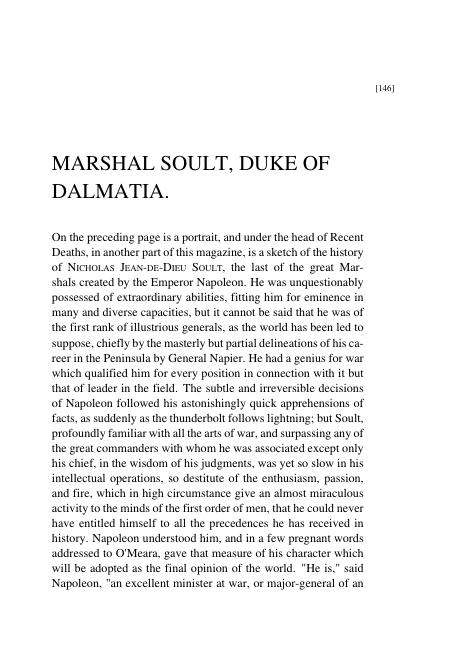 [146]
MARSHAL SOULT, DUKE OF
DALMATIA.
On the preceding page is a portrait, and under the head of Recent
Deaths, in another part of this magazine, is a sketch of the history
of NICHOLAS JEAN-DE-DIEU SOULT, the last of the great Mar-
shals created by the Emperor Napoleon. He was unquestionably
possessed of extraordinary abilities, fitting him for eminence in
many and diverse capacities, but it cannot be said that he was of
the first rank of illustrious generals, as the world has been led to
suppose, chiefly by the masterly but partial delineations of his ca-
reer in the Peninsula by General Napier. He had a genius for war
which qualified him for every position in connection with it but
that of leader in the field. The subtle and irreversible decisions
of Napoleon followed his astonishingly quick apprehensions of
facts, as suddenly as the thunderbolt follows lightning; but Soult,
profoundly familiar with all the arts of war, and surpassing any of
the great commanders with whom he was associated except only
his chief, in the wisdom of his judgments, was yet so slow in his
intellectual operations, so destitute of the enthusiasm, passion,
and fire, which in high circumstance give an almost miraculous
activity to the minds of the first order of men, that he could never
have entitled himself to all the precedences he has received in
history. Napoleon understood him, and in a few pregnant words
addressed to O'Meara, gave that measure of his character which
will be adopted as the final opinion of the world. "He is," said
Napoleon, "an excellent minister at war, or major-general of an